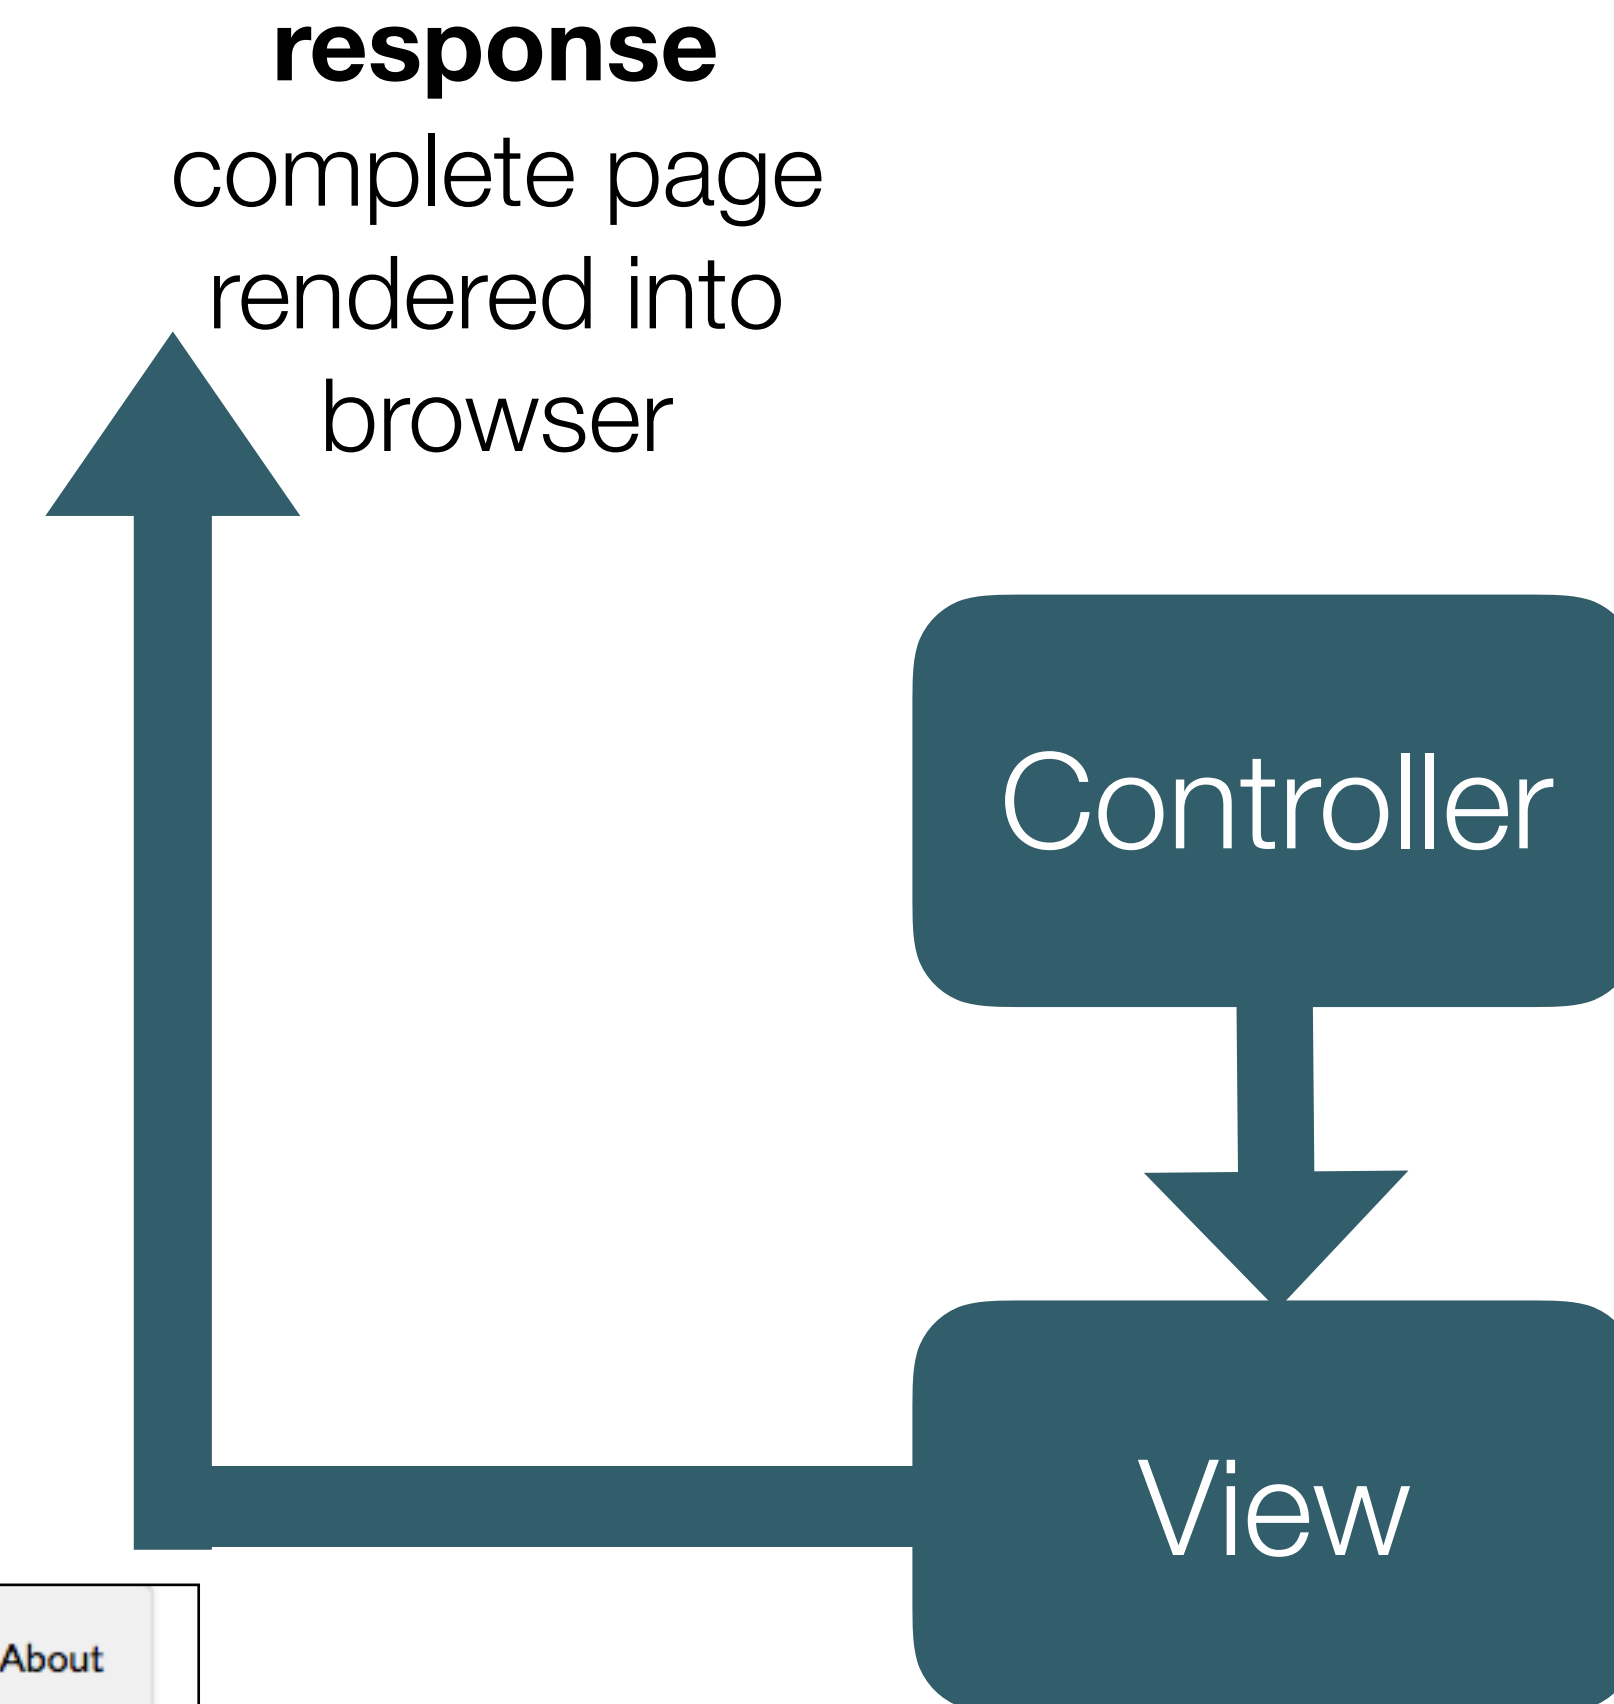 response
complete page
rendered into
browser
Controller
View
About